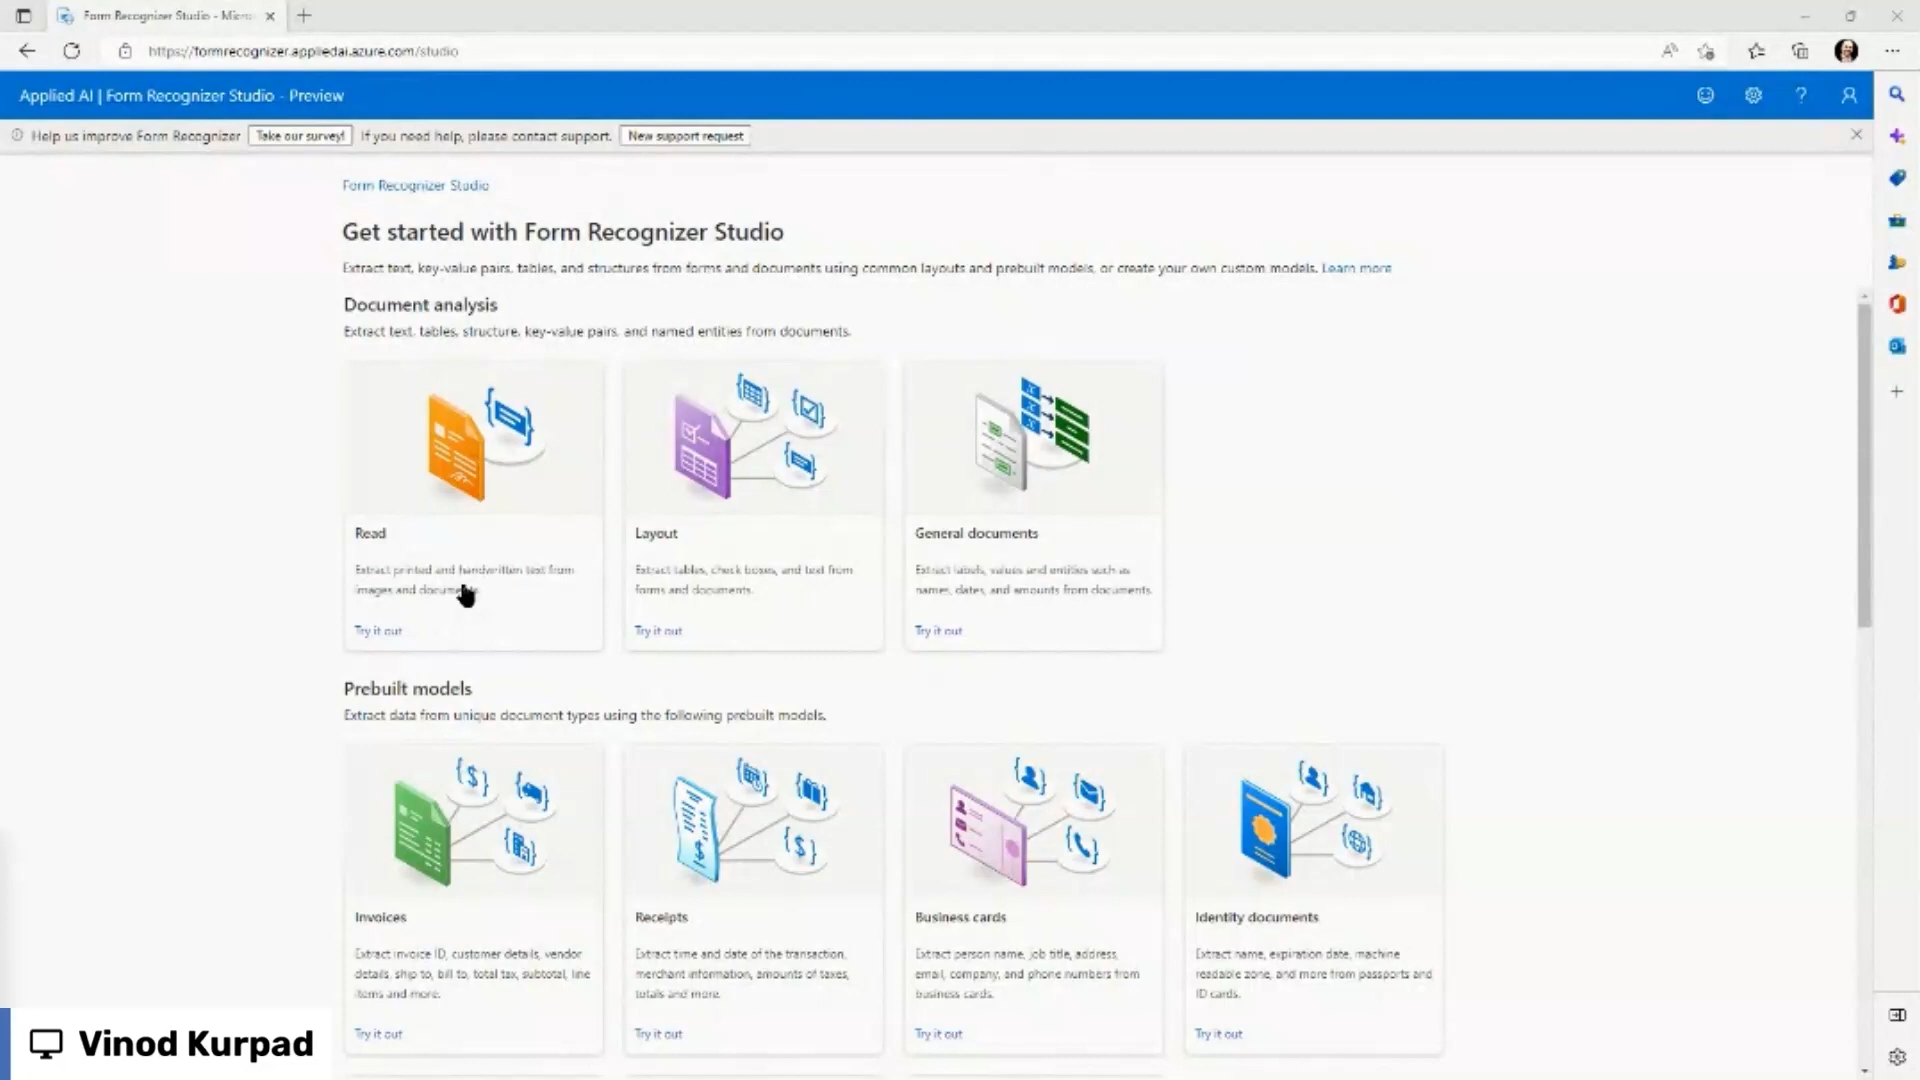 Form Recognizer Studio - Micro
https://formrecognizer.appliedai.azure.com/studio
Applied AI | Form Recognizer Studio - Preview
Help us improve Form Recognizer Take our survey! If you need help, please contact support. New support request
Form Recognizer Studio
Get started with Form Recognizer Studio
Extract text, key-value pairs, tables, and structures from forms and documents using common layouts and prebuilt models, or create your own custom models. Learn more
Document analysis
Extract text, tables, structure, key-value pairs, and named entities from documents.
Read
Extract printed and handwritten text from
images and documents.
Try it out
Layout
Extract tables, check boxes, and text from
forms and documents.
Try it out
General documents
Extract labels, values and entities such as
names, dates, and amounts from documents.
Try it out
Prebuilt models
Extract data from unique document types using the following prebuilt models.
Invoices
Extract invoice ID, customer details, vendor
details, ship to, bill to, total tax, subtotal, line
items and more.
Try it out
Receipts
Extract time and date of the transaction,
merchant information, amounts of taxes,
totals and more.
Try it out
Business cards
Extract person name, job title, address,
email, company, and phone numbers from
business cards.
Try it out
Identity documents
Extract name, expiration date, machine
readable zone, and more from passports and
ID cards.
Try it out
Vinod Kurpad